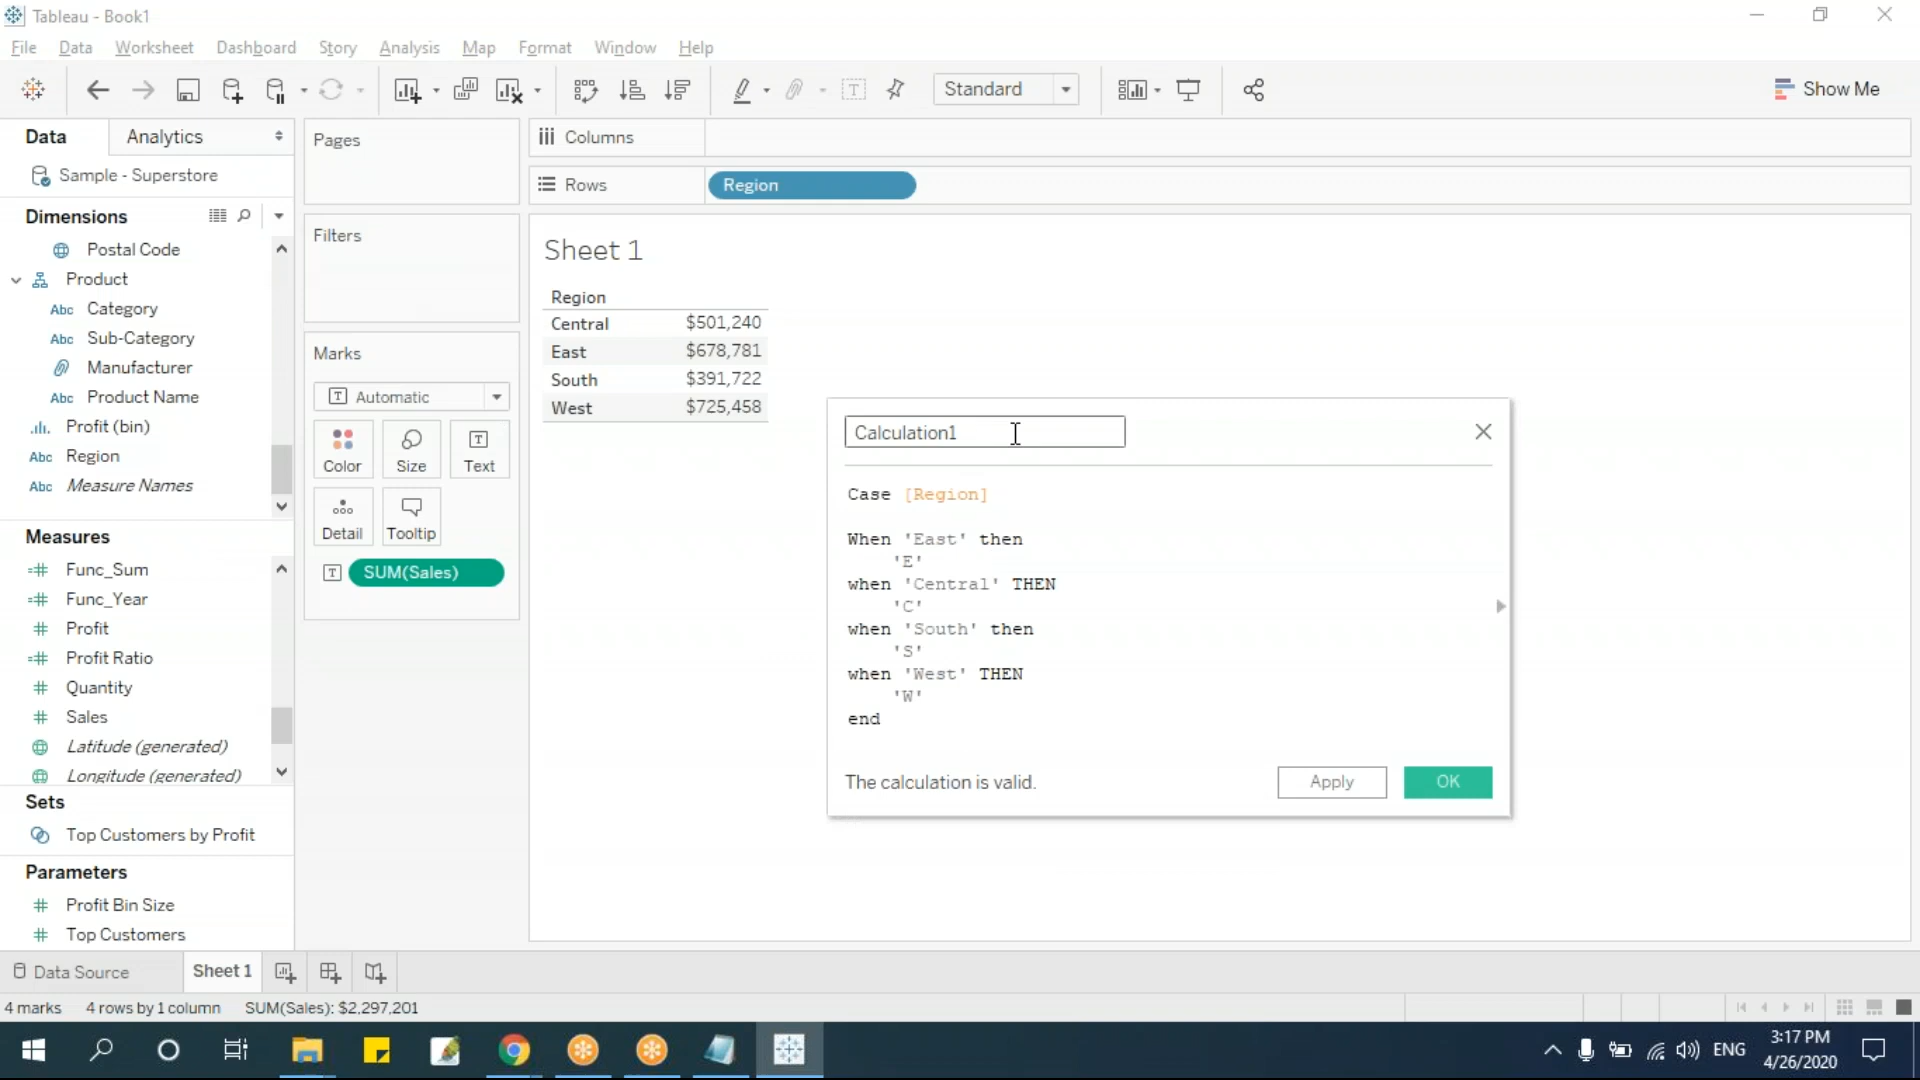 Tableau - Book1
File Data Worksheet Dashboard Story Analysis Map Format Window Help
Standard
Show Me
Data Analytics
Sample - Superstore
Dimensions
Postal Code
Product
Abc Category
Abc Sub-Category
Manufacturer
Abc Product Name
Profit (bin)
Abc Region
Abc Measure Names
Measures
Func_Sum
Func_Year
Profit
Profit Ratio
Quantity
Sales
Latitude (generated)
Longitude (generated)
Sets
Top Customers by Profit
Parameters
Profit Bin Size
Top Customers
Pages
Filters
Marks
Automatic
Color Size Text
Detail Tooltip
SUM(Sales)
Columns
Rows Region
Sheet 1
Region
Central $501,240
East $678,781
South $391,722
West $725,458
Calculation1
Case [Region]
When 'East' then
'E'
when 'Central' THEN
'C'
when 'South' then
'S'
when 'West' THEN
'W'
end
The calculation is valid.
Apply OK
Data Source Sheet 1
4 marks 4 rows by 1 column SUM(Sales): $2,297,201
ENG
3:17 PM
4/26/2020